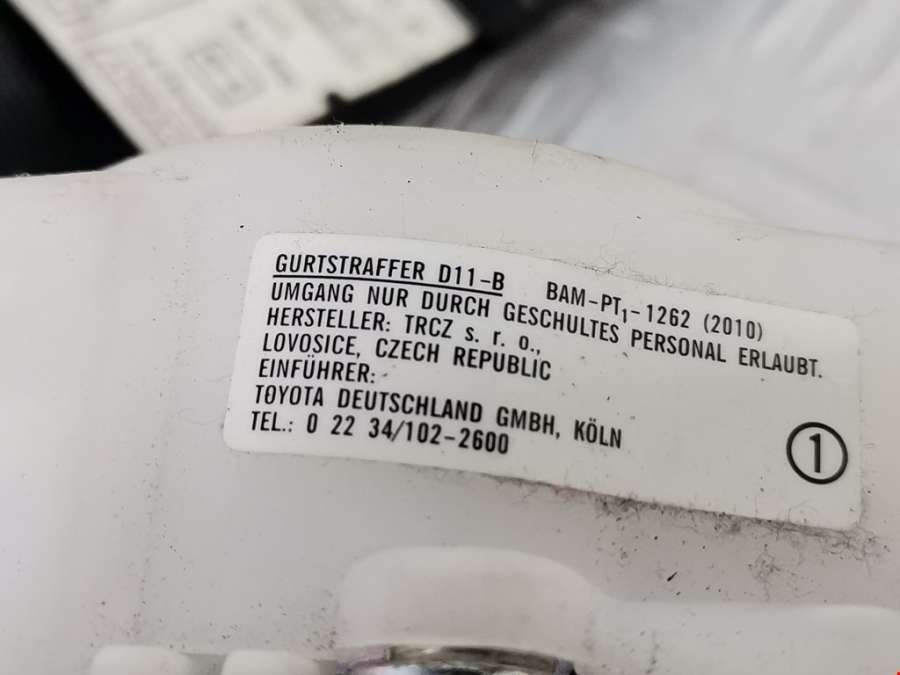 GURTSTRAFFER D11-B BAM-PT₁-1262 (2010)
UMGANG NUR DURCH GESCHULTES PERSONAL ERLAUBT.
HERSTELLER: TRCZ s. r. o.,
LOVOSICE, CZECH REPUBLIC
EINFÜHRER:
TOYOTA DEUTSCHLAND GMBH, KÖLN
TEL.: 0 22 34/102-2600
1